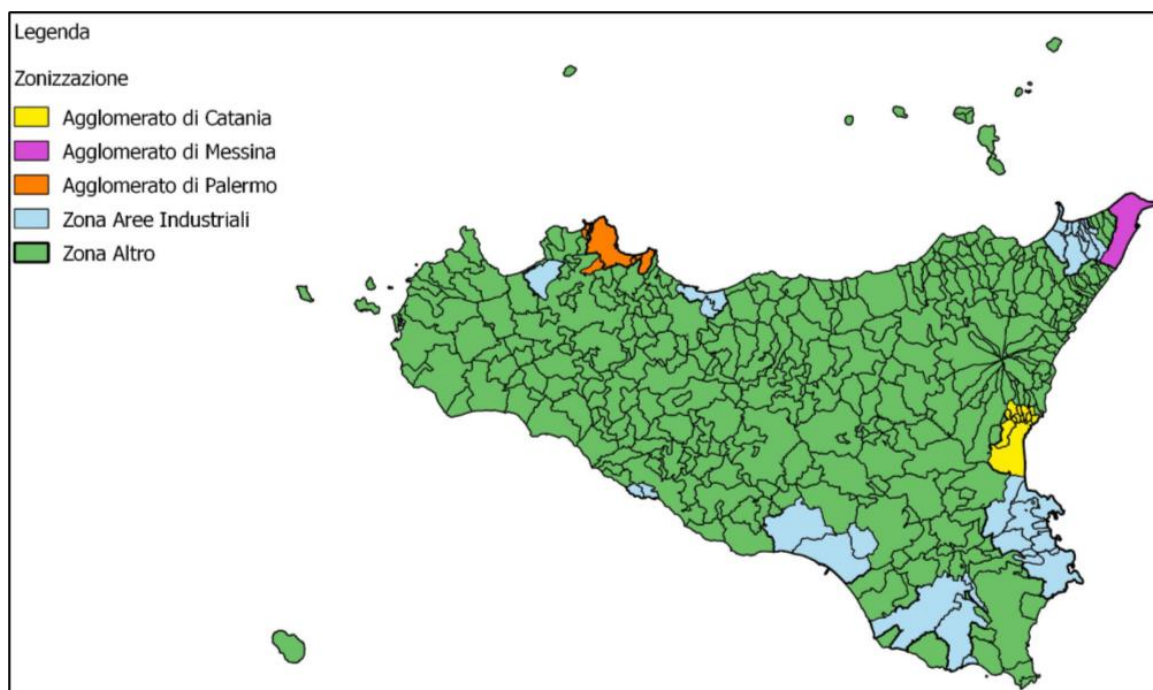 Legenda
Zonizzazione
Agglomerato di Catania
Agglomerato di Messina
Agglomerato di Palermo
Zona Aree Industriali
Zona Altro